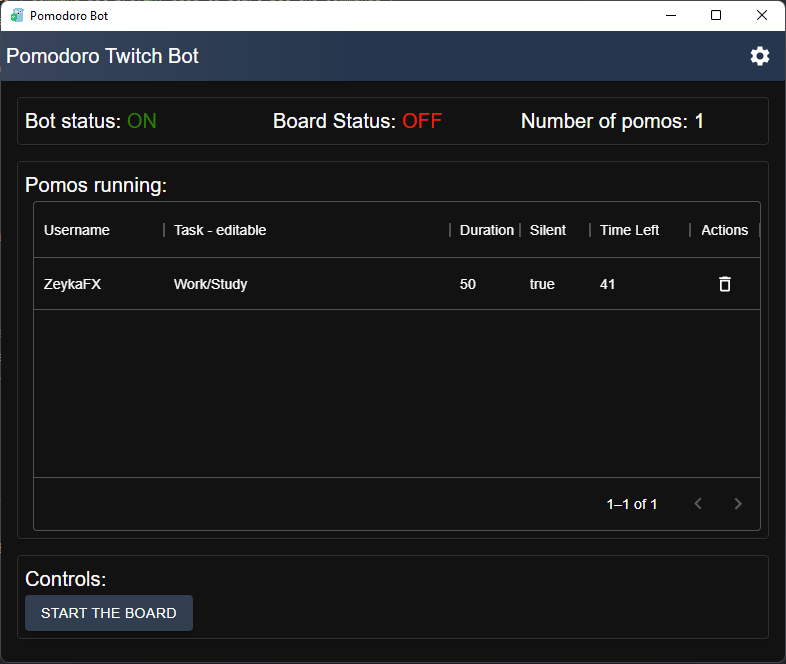 Pomodoro Bot
Pomodoro Twitch Bot
Bot status: ON Board Status: OFF Number of pomos: 1
Pomos running:
Username Task - editable Duration Silent Time Left Actions
ZeykaFX Work/Study 50 true 41
1–1 of 1
Controls:
START THE BOARD